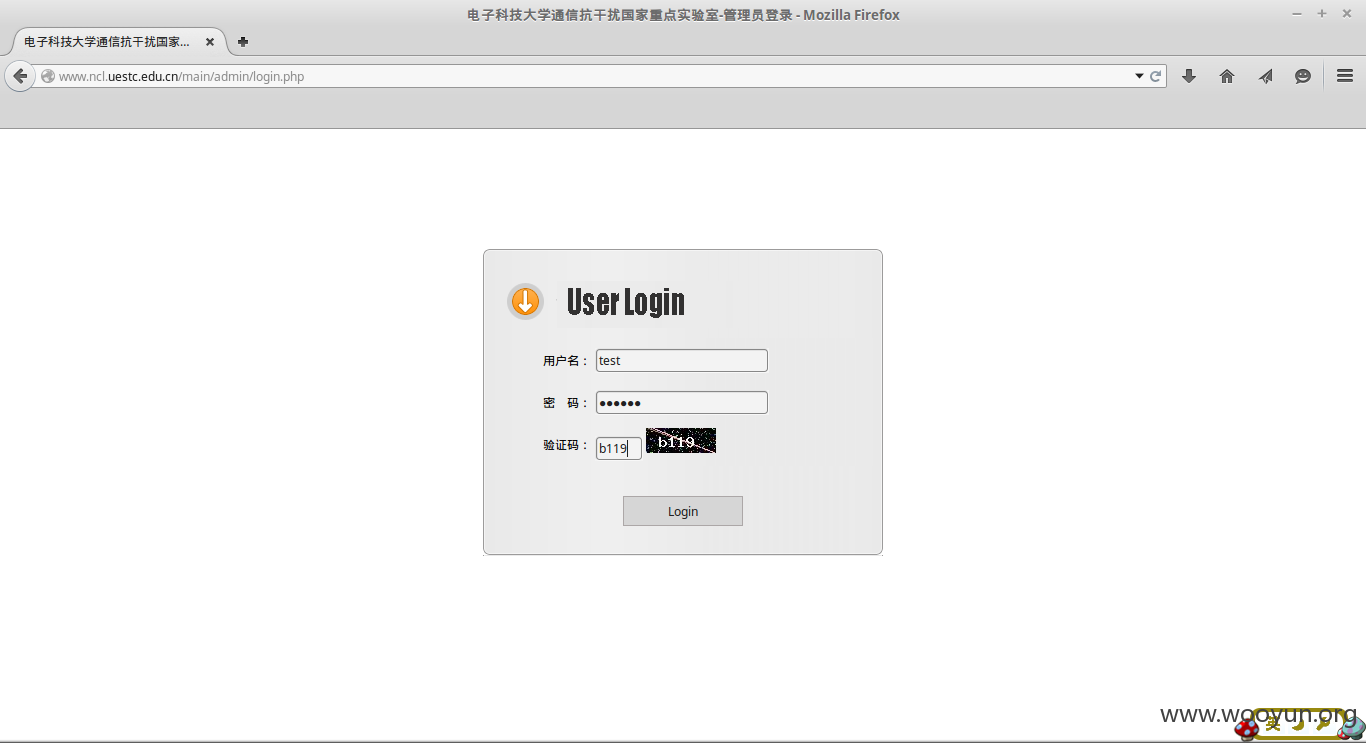 电子科技大学通信抗干扰国家重点实验室-管理员登录 - Mozilla Firefox
电子科技大学通信抗干扰国家...
www.ncl.uestc.edu.cn/main/admin/login.php
User Login
用户名： test
密 码： ●●●●●●
验证码： b119 b119
Login
www.wooyun.org
英